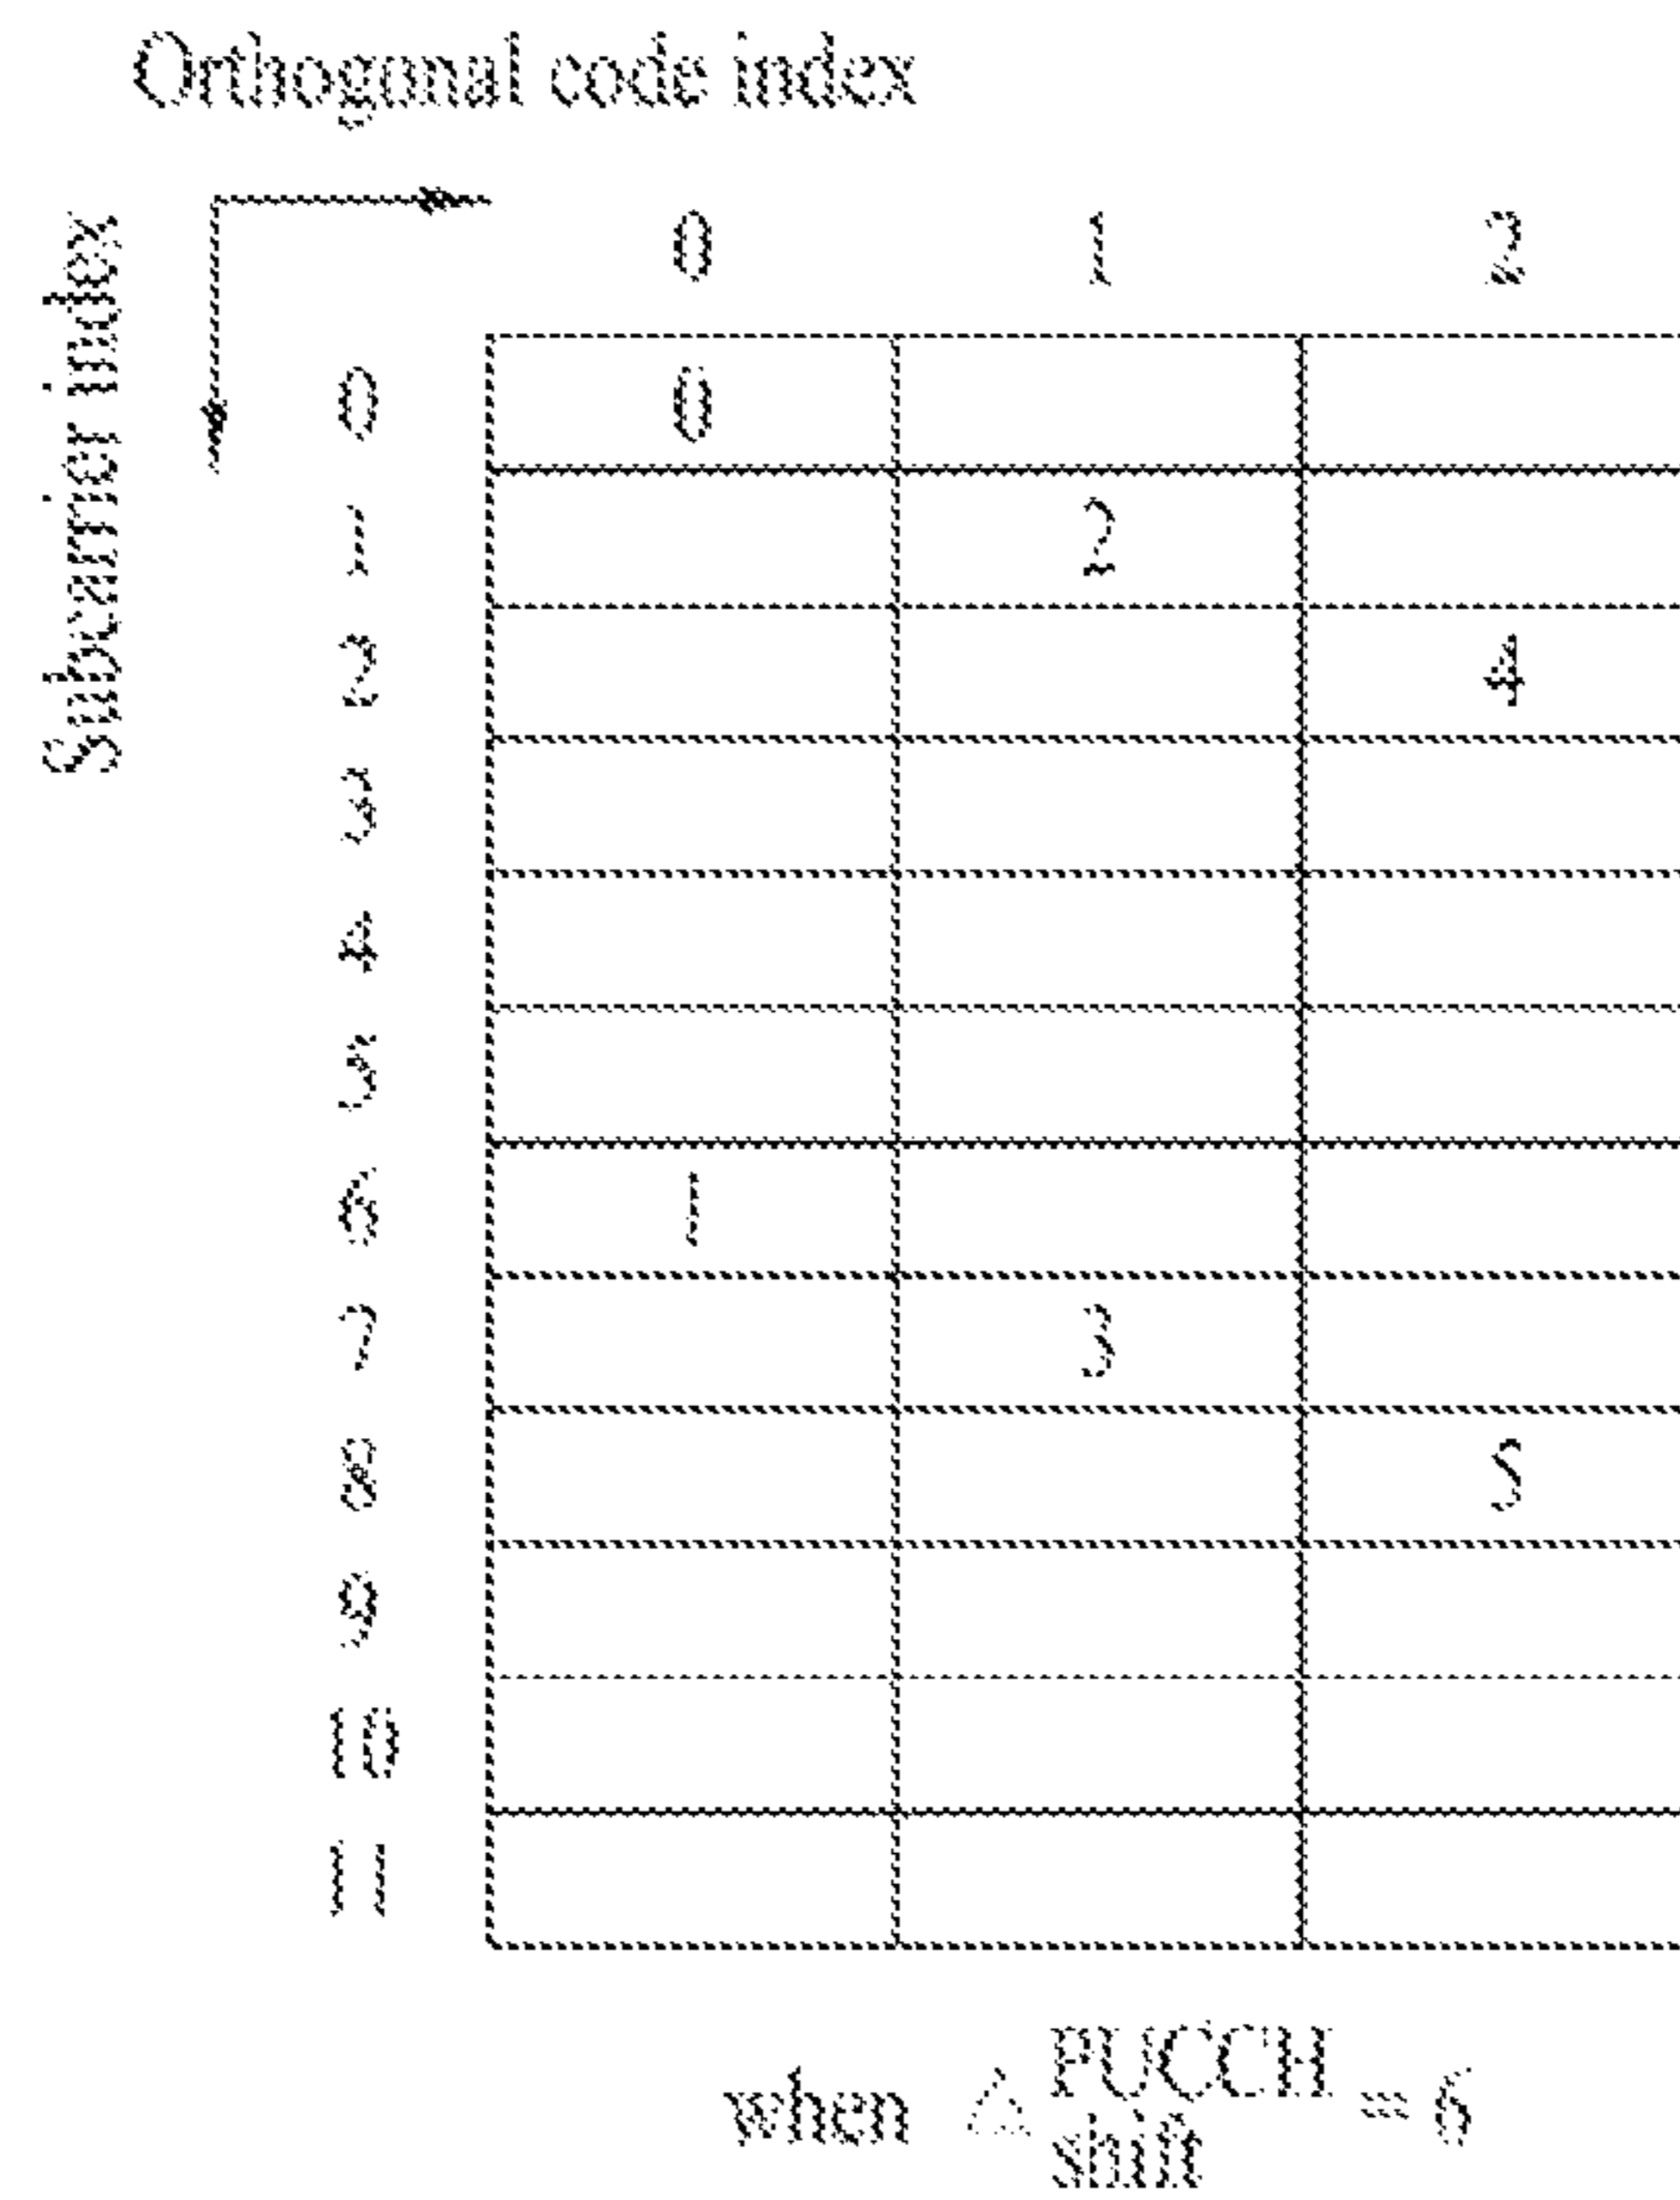 Orthogonal code index
Subcarrier index
0 1 2
0 0
1 2
2 4
3
4
5
6 1
7 3
8 5
9
10
11
when △ PUCCH = 6
shift